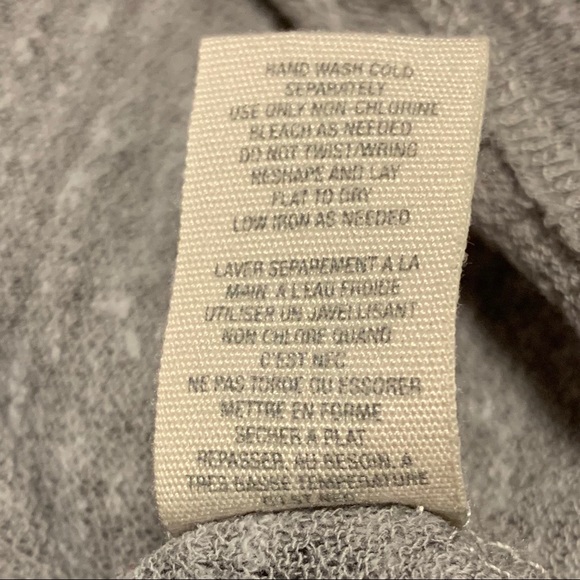 HAND WASH COLD
SEPARATELY
USE ONLY NON-CHLORINE
BLEACH AS NEEDED
DO NOT TWIST/WRING
RESHAPE AND LAY
FLAT TO DRY
LOW IRON AS NEEDED
LAVER SEPAREMENT A LA
MAIN, A L'EAU FROIDE
UTILISER UN JAVELLISANT
NON CHLORE QUAND
C'EST NEC
NE PAS TORDE OU ESSORER
METTRE EN FORME
SECHER A PLAT
REPASSER, AU BESOIN, A
TRES BASSE TEMPERATURE
C'EST NEC